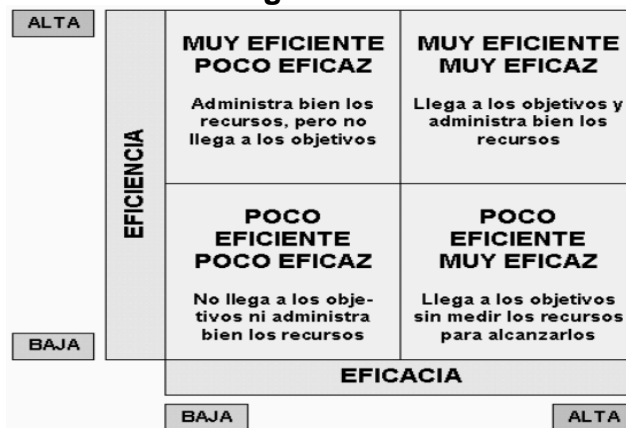 ALTA
MUY EFICIENTE
POCO EFICAZ
Administra bien los
recursos, pero no
llega a los objetivos
MUY EFICIENTE
MUY EFICAZ
Llega a los objetivos y
administra bien los
recursos
EFICIENCIA
POCO
EFICIENTE
POCO EFICAZ
No llega a los obje-
tivos ni administra
bien los recursos
POCO
EFICIENTE
MUY EFICAZ
Llega a los objetivos
sin medir los recursos
para alcanzarlos
BAJA
EFICACIA
BAJA
ALTA